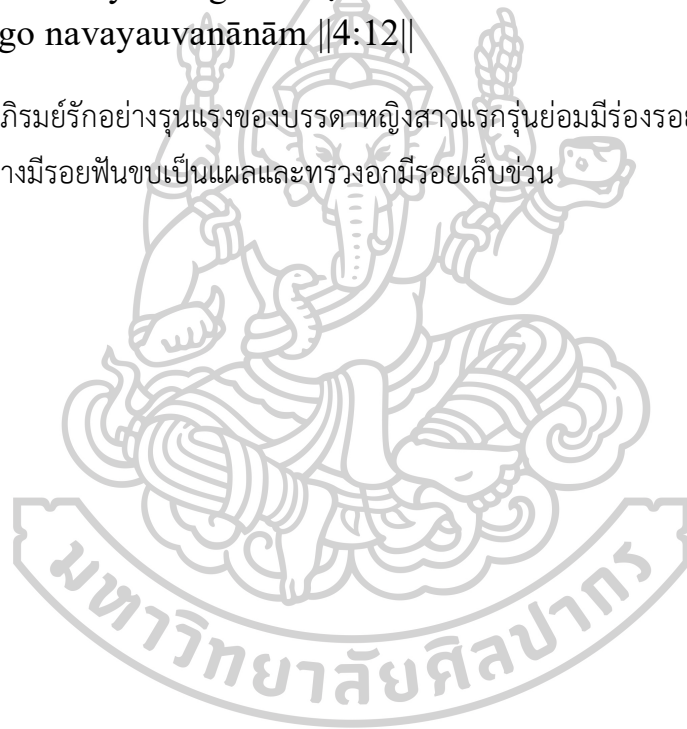 go navayauvanānām ||4:12||
ภิรมย์รักอย่างรุนแรงของบรรดาหญิงสาวแรกรุ่นย่อมมีร่องรอย
างมีรอยฟันขบเป็นแผลและทรวงอกมีรอยเล็บข่วน
มหาวิทยาลัยศิลปากร